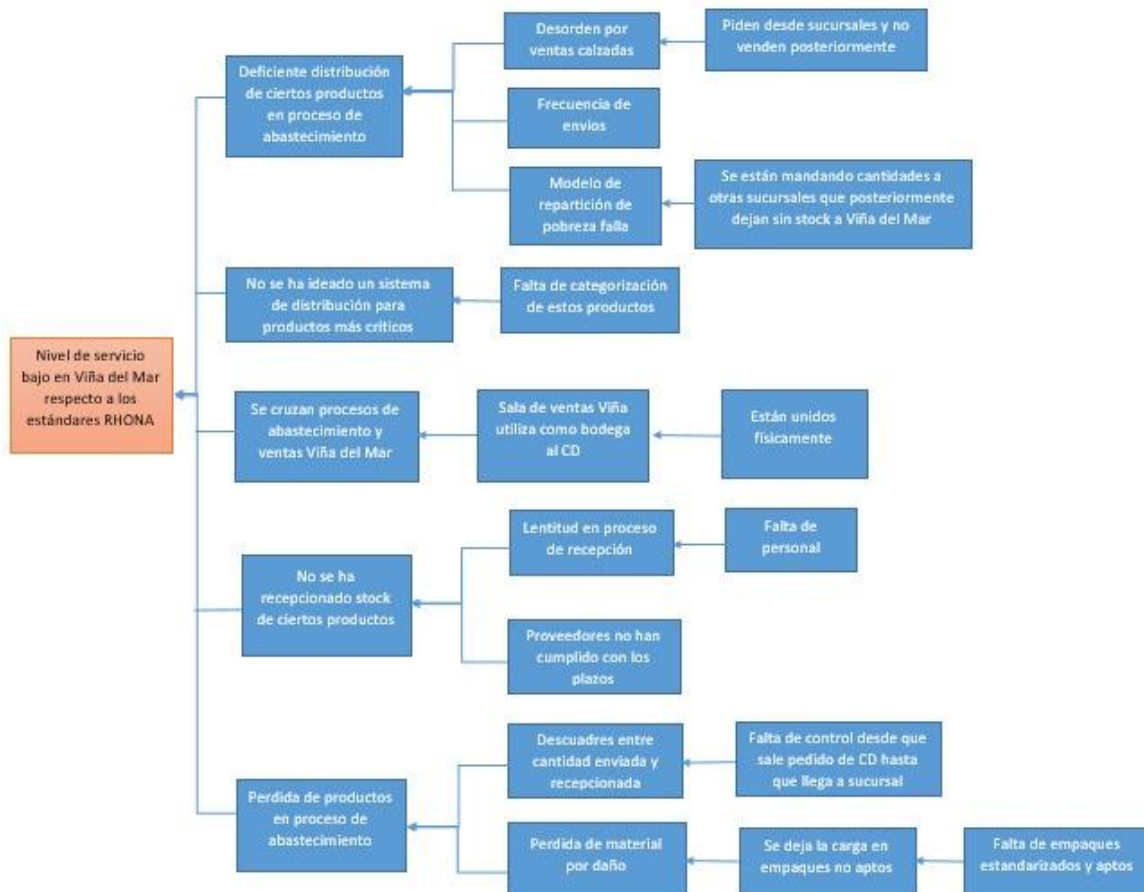 Nivel de servicio
bajo en Viña del Mar
respecto a los
estándares RHONA
Deficiente distribución
de ciertos productos
en proceso de
abastecimiento
Desorden por
ventas calzadas
Piden desde sucursales y no
venden posteriormente
Frecuencia de
envios
Modelo de
repartición de
pobreza falla
Se están mandando cantidades a
otras sucursales que posteriormente
dejan sin stock a Viña del Mar
No se ha ideado un sistema
de distribución para
productos más críticos
Falta de categorización
de estos productos
Se cruzan procesos de
abastecimiento y
ventas Viña del Mar
Sala de ventas Viña
utiliza como bodega
al CD
Están unidos
físicamente
No se ha
recepcionado stock
de ciertos productos
Lentitud en proceso
de recepción
Falta de
personal
Proveedores no han
cumplido con los
plazos
Perdida de productos
en proceso de
abastecimiento
Descuadres entre
cantidad enviada y
recepcionada
Falta de control desde que
sale pedido de CD hasta
que llega a sucursal
Perdida de material
por daño
Se deja la carga en
empaques no aptos
Falta de empaques
estandarizados y aptos